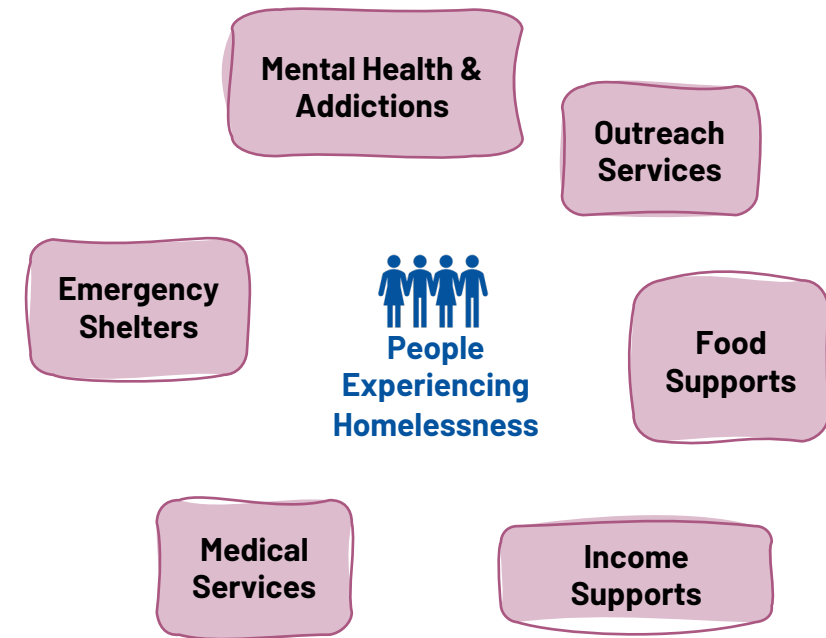 Mental Health &
Addictions
Outreach
Services
Emergency
Shelters
People
Experiencing
Homelessness
Food
Supports
Medical
Services
Income
Supports